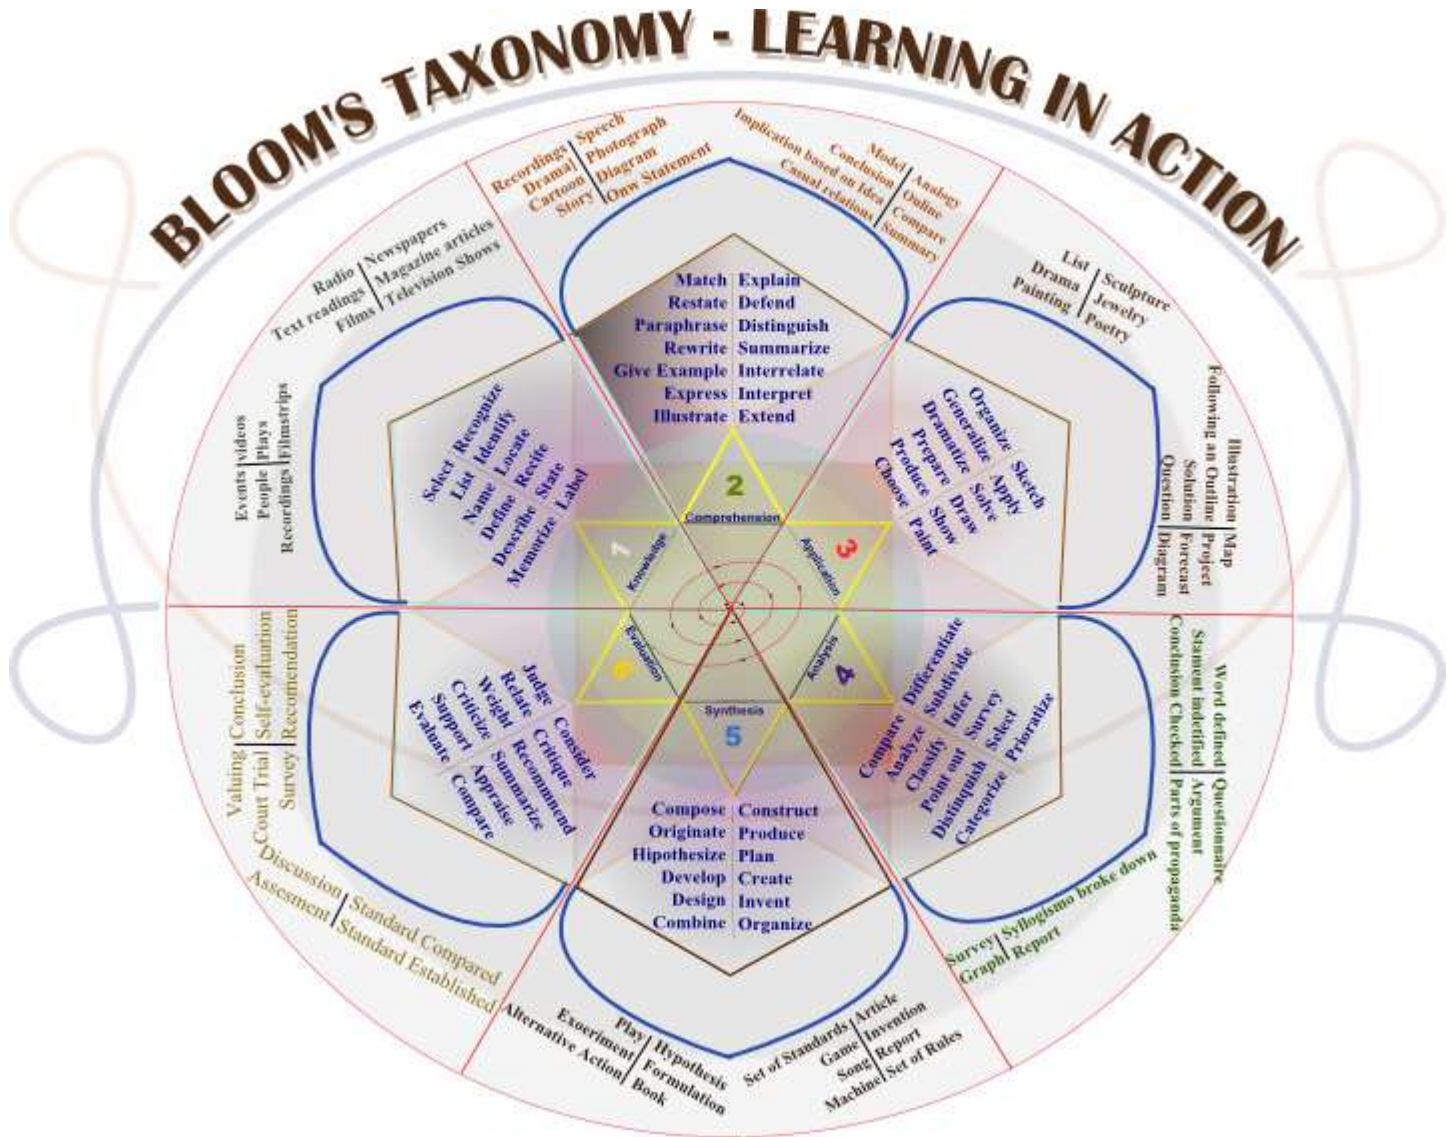 BLOOM'S TAXONOMY - LEARNING IN ACTION
Recordings Speech
Drama Photograph
Cartoon Diagram
Story Onw Statement
Model Analogy
Conclusion Ouline
Implication based on Idea Compare
Casual relations Summary
Radio Newspapers
Text readings Magazine articles
Films Television Shows
Events videos
People Plays
Recordings Filmstrips
List Sculpture
Drama Jewelry
Painting Poetry
Illustration Map
Following an Outline Project
Solution Forecast
Question Diagram
Match Explain
Restate Defend
Paraphrase Distinguish
Rewrite Summarize
Give Example Interrelate
Express Interpret
Illustrate Extend
2
Comprehension
Select Recognize
List Identify
Name Locate
Define Recite
Describe State
Memorize Label
1
Knowledge
Organize Sketch
Generalize Apply
Dramatize Solve
Prepare Draw
Produce Show
Choose Paint
3
Application
Compare Differentiate
Analyze Subdivide
Classify Infer
Point out Survey
Distinquish Select
Categorize Prioratize
4
Analysis
Synthesis
5
Compose Construct
Originate Produce
Hipothesize Plan
Develop Create
Design Invent
Combine Organize
Evaluation
6
Judge Consider
Relate Critique
Weight Recommnend
Criticize Summarize
Support Appraise
Evaluate Compare
Word defined Questionnaire
Stament indetified Argument
Conclusion Checked Parts of propaganda
Survey Syllogismo broke down
Graph Report
Set of Standards Article
Game Invention
Song Report
Machine Set of Rules
Play Hypothesis
Exoeriment Formulation
Alternative Action Book
Discussion Standard Compared
Assesment Standard Established
Valuing Conclusion
Court Trial Self-evaluation
Survey Recomendation